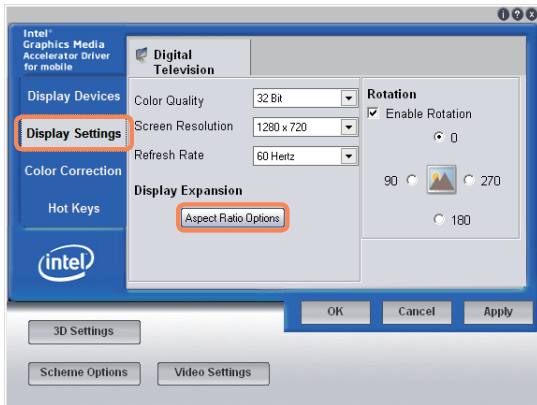 Intel®
Graphics Media
Accelerator Driver
for mobile
Display Devices
Display Settings
Color Correction
Hot Keys
intel
Digital
Television
Color Quality
32 Bit
Screen Resolution
1280 x 720
Refresh Rate
60 Hertz
Display Expansion
Aspect Ratio Options
Rotation
Enable Rotation
0
90
270
180
OK
Cancel
Apply
3D Settings
Scheme Options
Video Settings